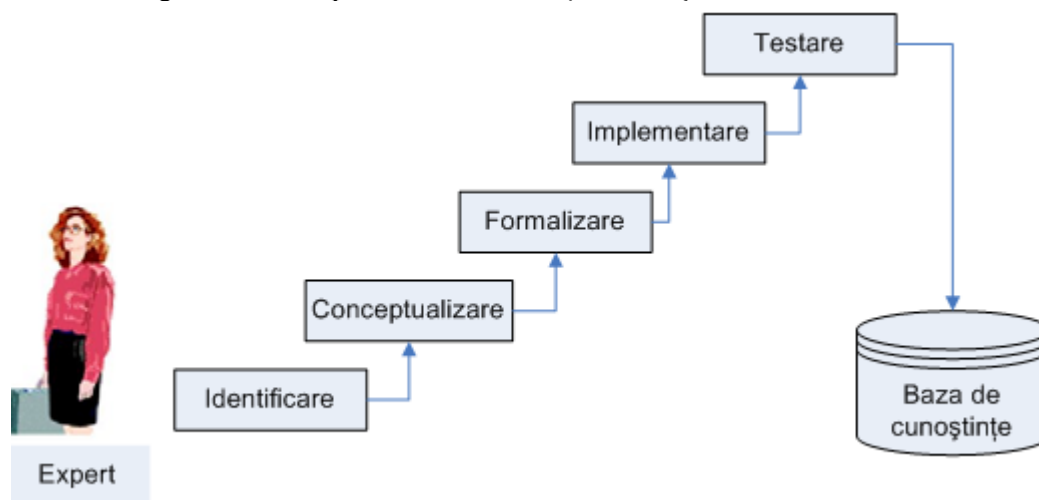 Testare
Implementare
Formalizare
Conceptualizare
Identificare
Baza de
cunoştinţe
Expert